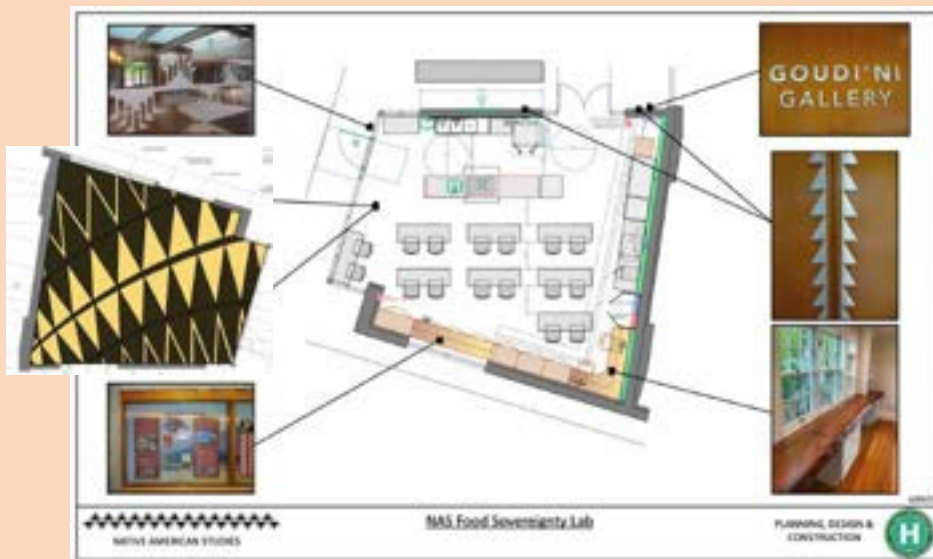 GOUDI'NI
GALLERY
H
NAS Food Sovereignty Lab
NATIVE AMERICAN STUDIES
PLANNING, DESIGN &
CONSTRUCTION
H